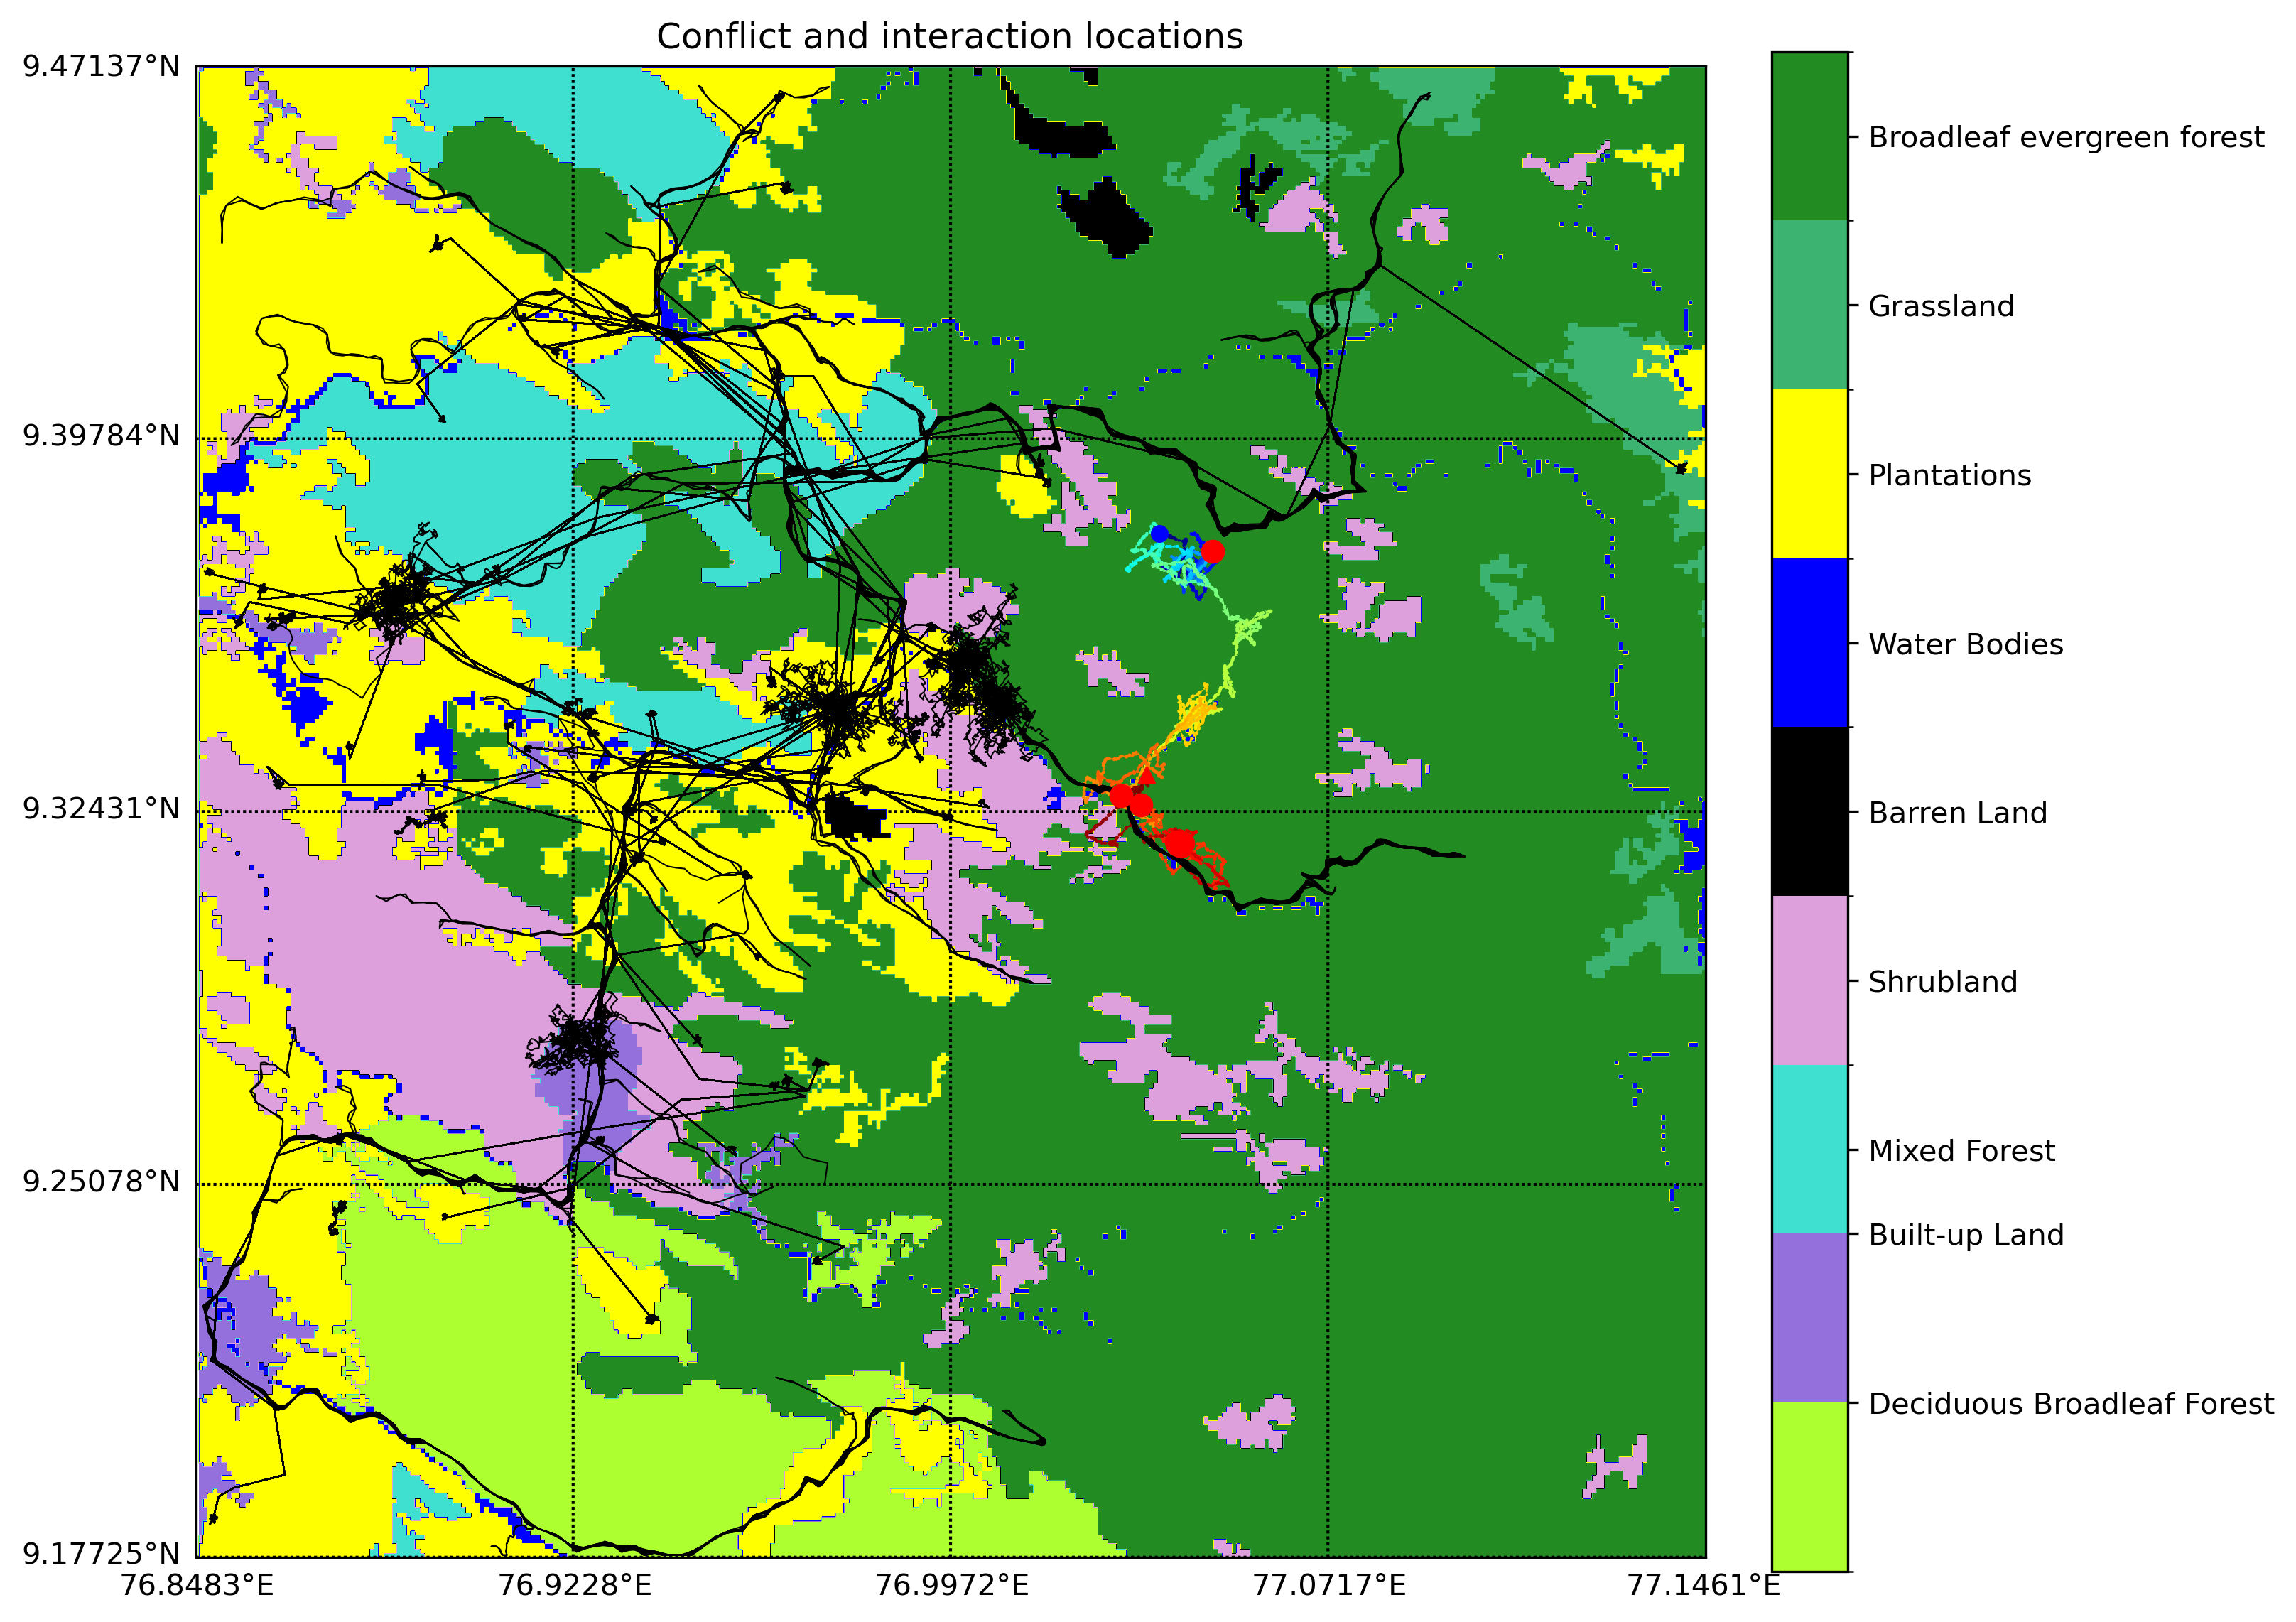 Conflict and interaction locations
9.47137°N
9.39784°N
9.32431°N
9.25078°N
9.17725°N
76.8483°E
76.9228°E
76.9972°E
77.0717°E
77.1461°E
Broadleaf evergreen forest
Grassland
Plantations
Water Bodies
Barren Land
Shrubland
Mixed Forest
Built-up Land
Deciduous Broadleaf Forest